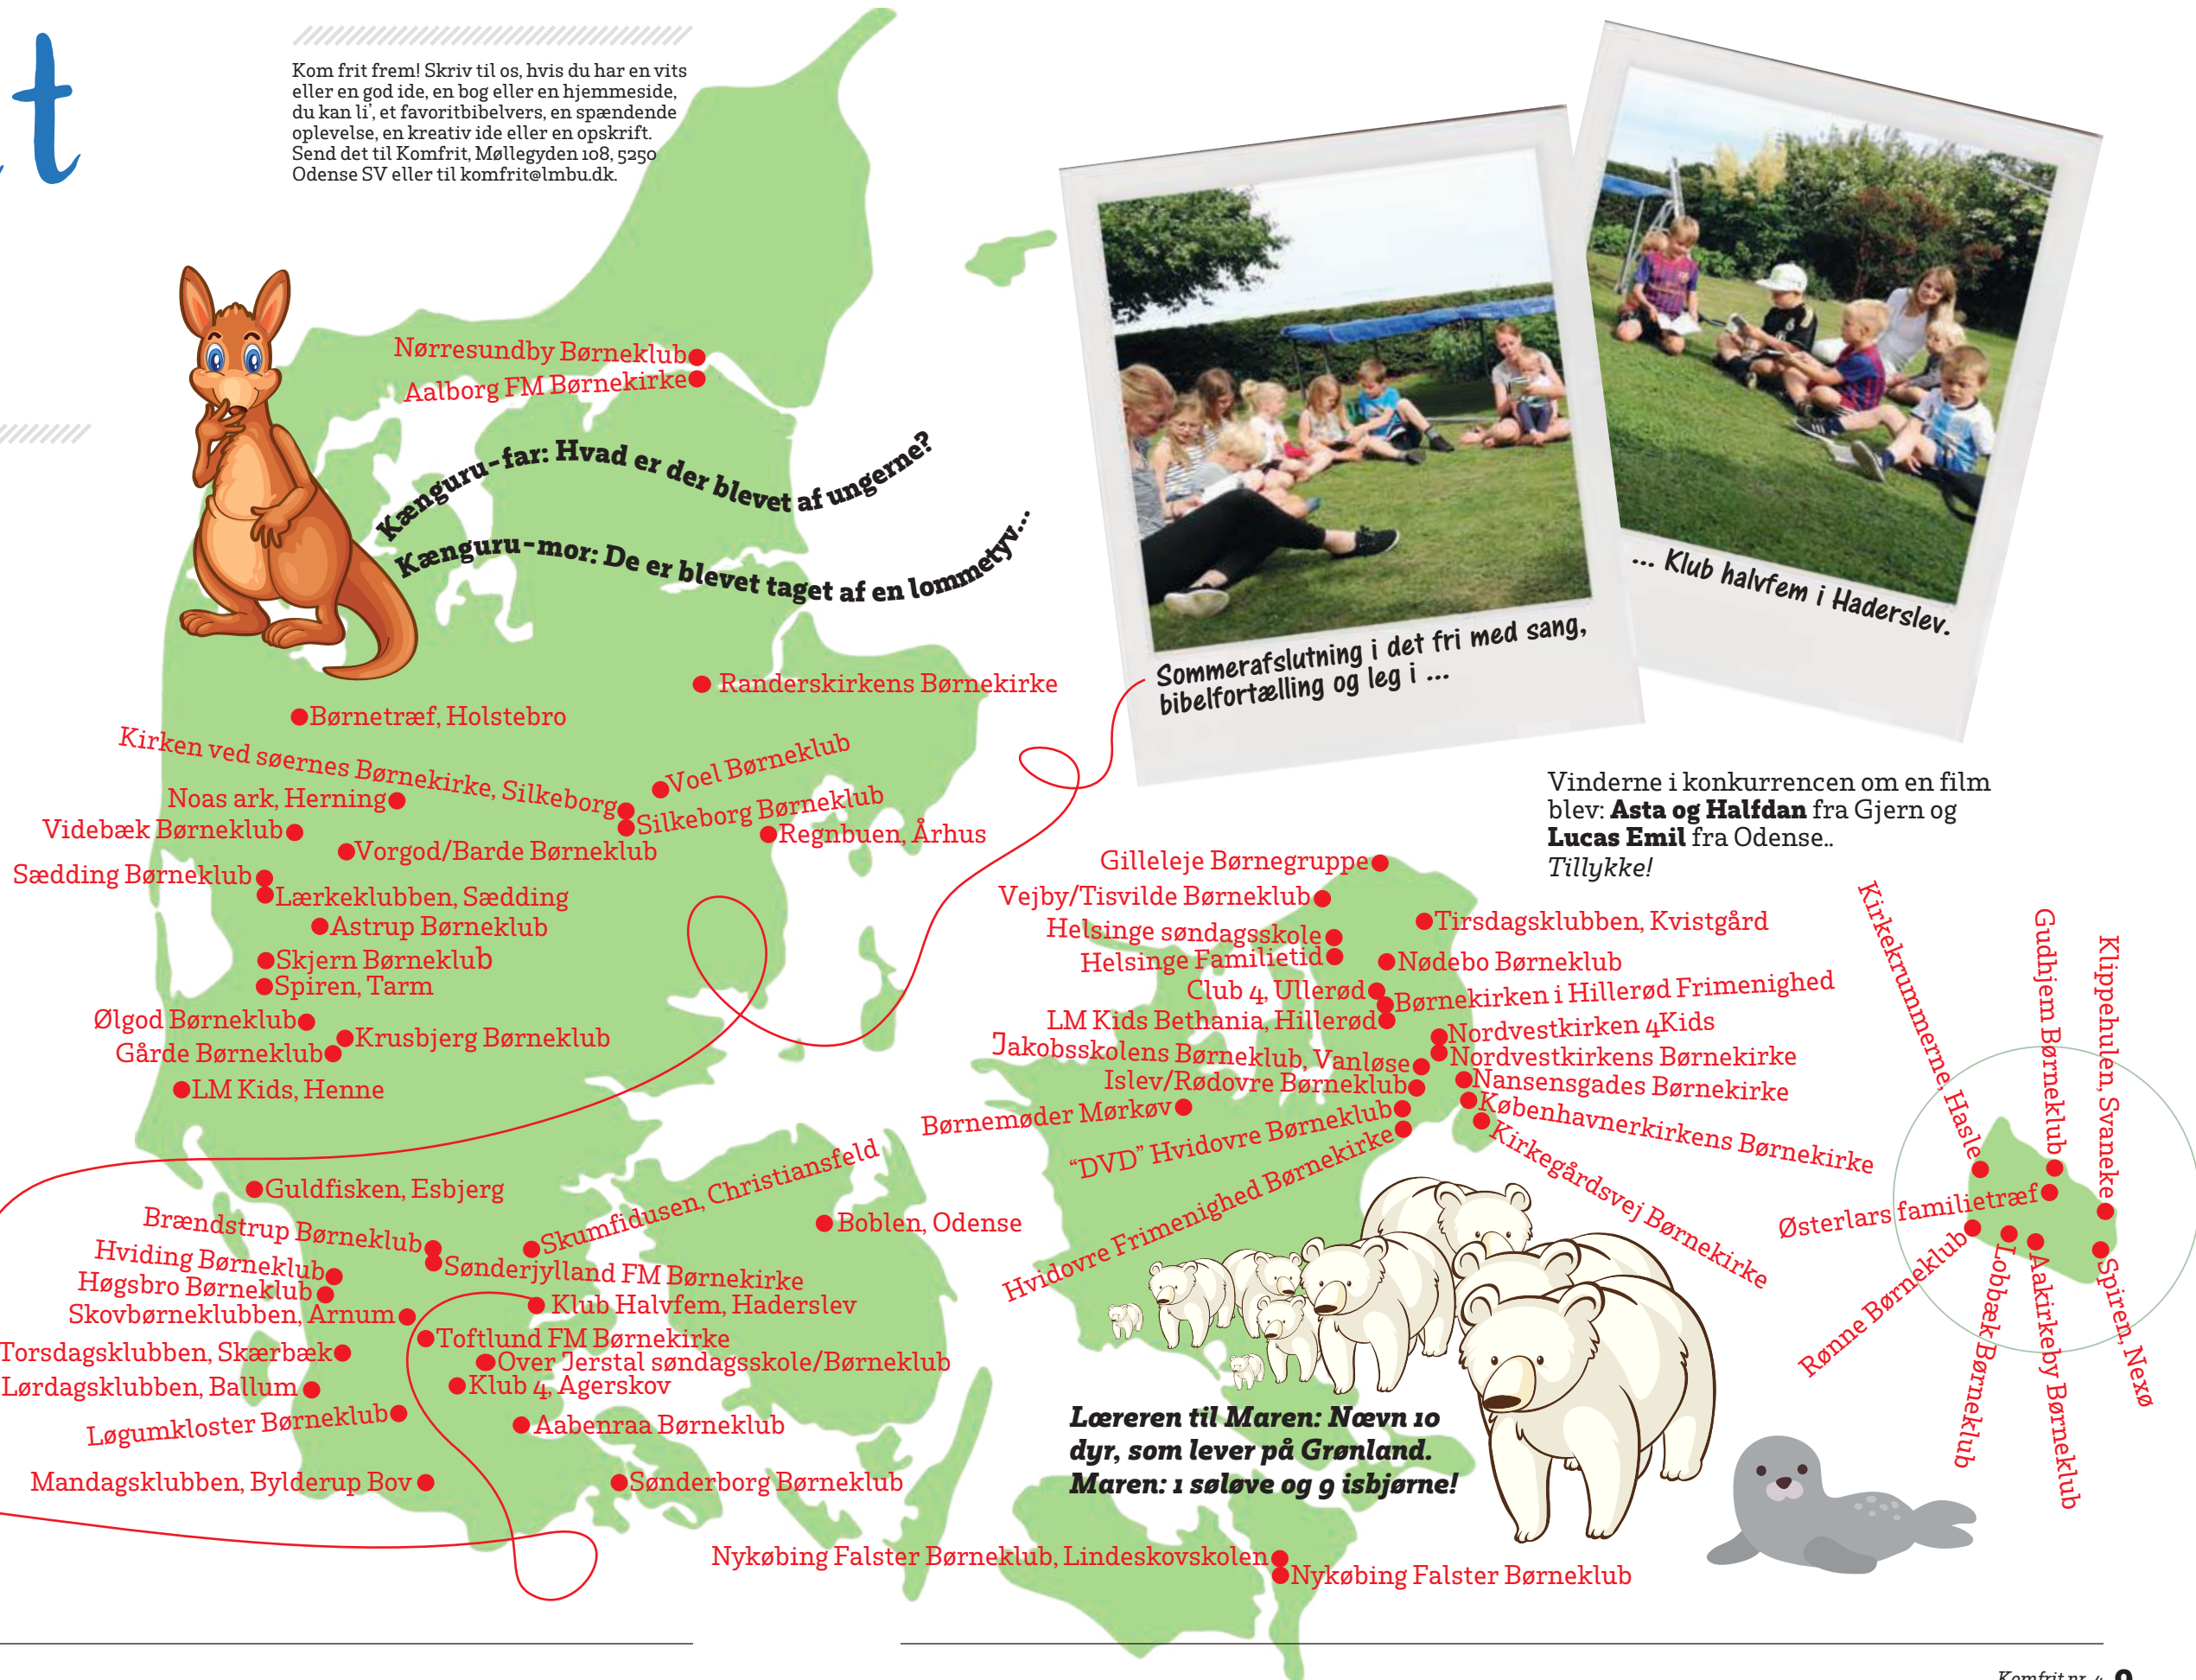 t
Kom frit frem! Skriv til os, hvis du har en vits
eller en god ide, en bog eller en hjemmeside,
du kan li’, et favoritbibelvers, en spændende
oplevelse, en kreativ ide eller en opskrift.
Send det til Komfrit, Møllegyden 108, 5250
Odense SV eller til komfrit@lmbu.dk.
Nørresundby Børneklub
Aalborg FM Børnekirke
Kænguru-far: Hvad er der blevet af ungerne?
Kænguru-mor: De er blevet taget af en lommetyv...
Sommerafslutning i det fri med sang,
bibelfortælling og leg i ...
... Klub halvfem i Haderslev.
Randerskirkens Børnekirke
Børnetræf, Holstebro
Kirken ved søernes Børnekirke, Silkeborg
Voel Børneklub
Noas ark, Herning
Silkeborg Børneklub
Videbæk Børneklub
Regnbuen, Århus
Vorgod/Barde Børneklub
Sædding Børneklub
Lærkeklubben, Sædding
Astrup Børneklub
Skjern Børneklub
Spiren, Tarm
Ølgod Børneklub
Krusbjerg Børneklub
Gårde Børneklub
LM Kids, Henne
Vinderne i konkurrencen om en film
blev: Asta og Halfdan fra Gjern og
Lucas Emil fra Odense..
Tillykke!
Gilleleje Børnegruppe
Vejby/Tisvilde Børneklub
Tirsdagsklubben, Kvistgård
Helsinge søndagsskole
Helsinge Familietid
Nødebo Børneklub
Club 4, Ullerød
Børnekirken i Hillerød Frimenighed
LM Kids Bethania, Hillerød
Nordvestkirken 4Kids
Jakobsskolens Børneklub, Vanløse
Nordvestkirkens Børnekirke
Islev/Rødovre Børneklub
Nansensgades Børnekirke
Børnemøder Mørkøv
Københavnerkirkens Børnekirke
“DVD” Hvidovre Børneklub
Kirkegårdsvej Børnekirke
Hvidovre Frimenighed Børnekirke
Kirkekrummerne, Hasle
Gudhjem Børneklub
Klippehulen, Svaneke
Østerlars familietræf
Rønne Børneklub
Lobbæk Børneklub
Aakirkeby Børneklub
Spiren, Nexø
Guldfisken, Esbjerg
Brændstrup Børneklub
Skumfidusen, Christiansfeld
Boblen, Odense
Hviding Børneklub
Sønderjylland FM Børnekirke
Høgsbro Børneklub
Klub Halvfem, Haderslev
Skovbørneklubben, Arnum
Toftlund FM Børnekirke
Torsdagsklubben, Skærbæk
Over Jerstal søndagsskole/Børneklub
Lørdagsklubben, Ballum
Klub 4, Agerskov
Løgumkloster Børneklub
Aabenraa Børneklub
Mandagsklubben, Bylderup Bov
Sønderborg Børneklub
Læreren til Maren: Nævn 10
dyr, som lever på Grønland.
Maren: 1 søløve og 9 isbjørne!
Nykøbing Falster Børneklub, Lindeskovskolen
Nykøbing Falster Børneklub
Komfrit nr. 4 9